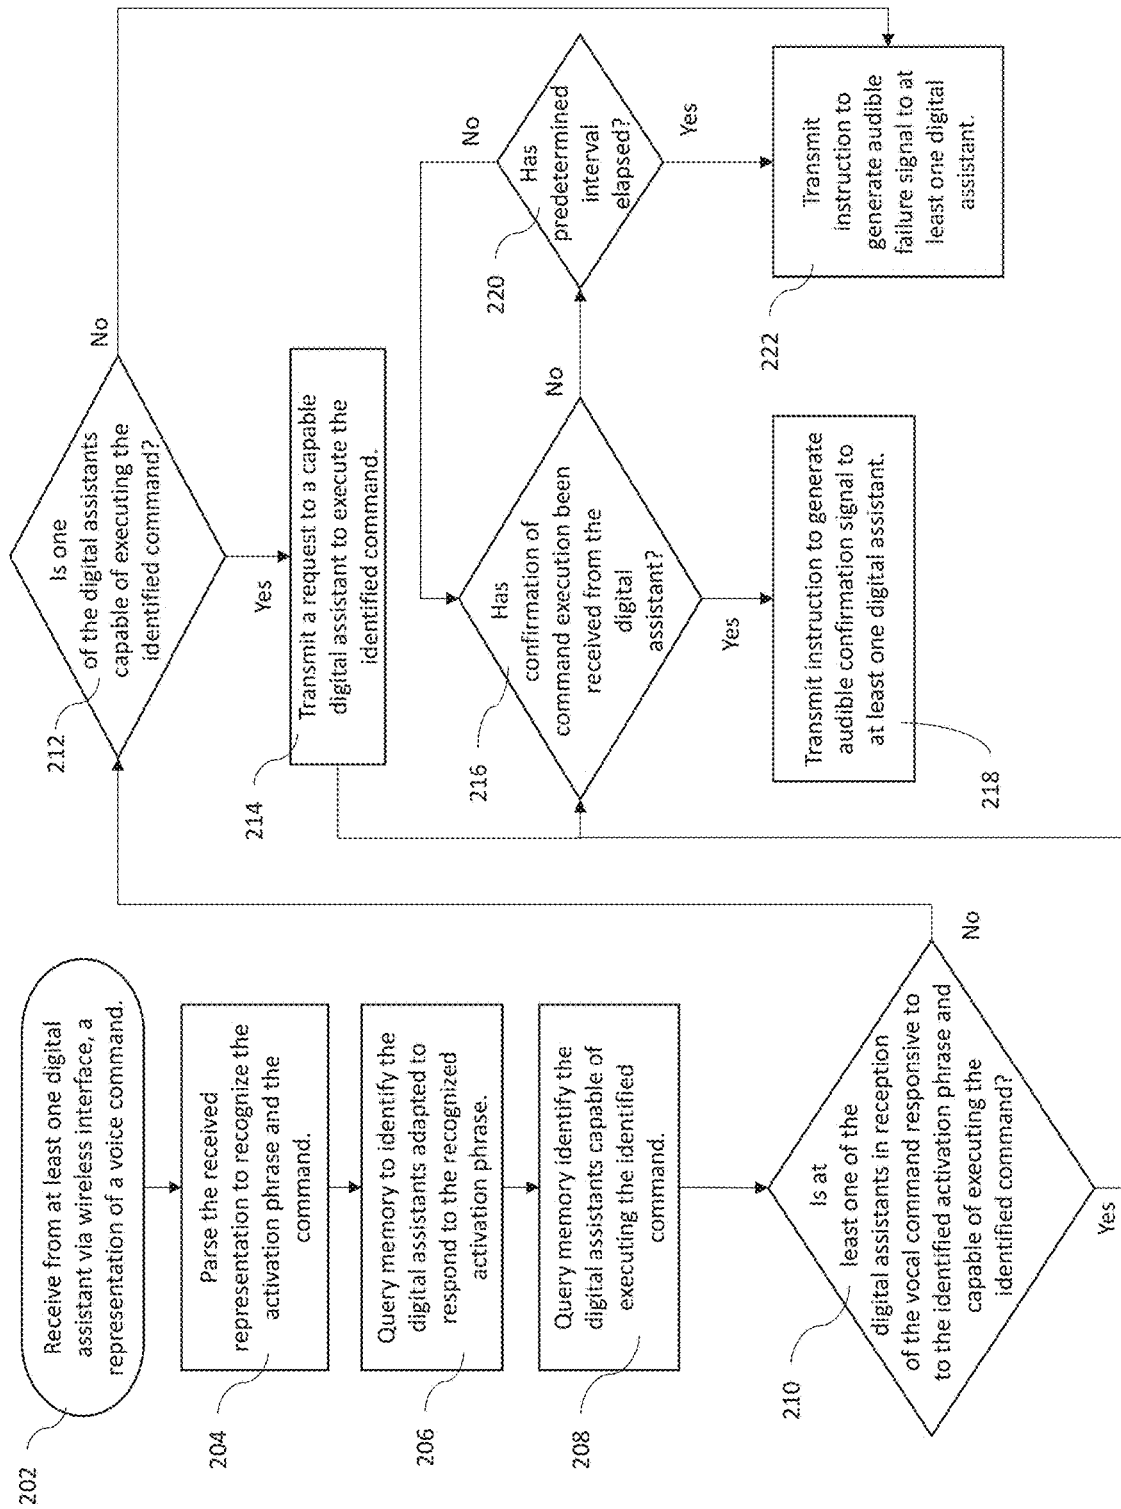 202
Receive from at least one digital
assistant via wireless interface, a
representation of a voice command.
204
Parse the received
representation to recognize the
activation phrase and the
command.
206
Query memory to identify the
digital assistants adapted to
respond to the recognized
activation phrase.
208
Query memory identify the
digital assistants capable of
executing the identified
command.
210
Is at
least one of the
digital assistants in reception
of the vocal command responsive to
to the identified activation phrase and
capable of executing the
identified command?
No
Yes
212
Is one
of the digital assistants
capable of executing the
identified command?
No
Yes
214
Transmit a request to a capable
digital assistant to execute the
identified command.
216
Has
confirmation of
command execution been
received from the
digital
assistant?
No
Yes
218
Transmit instruction to generate
audible confirmation signal to
at least one digital assistant.
220
Has
predetermined
interval
elapsed?
No
Yes
222
Transmit
instruction to
generate audible
failure signal to at
least one digital
assistant.